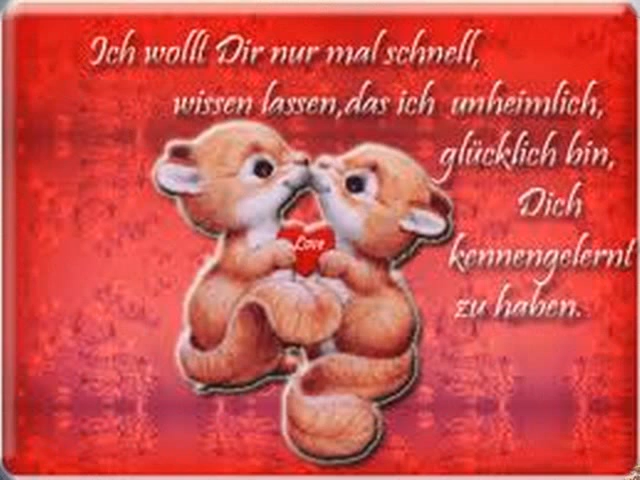 Ich wollt Dir nur mal schnell,
wissen lassen,das ich unheimlich,
glücklich bin,
Dich
kennengelernt
zu haben.
Love